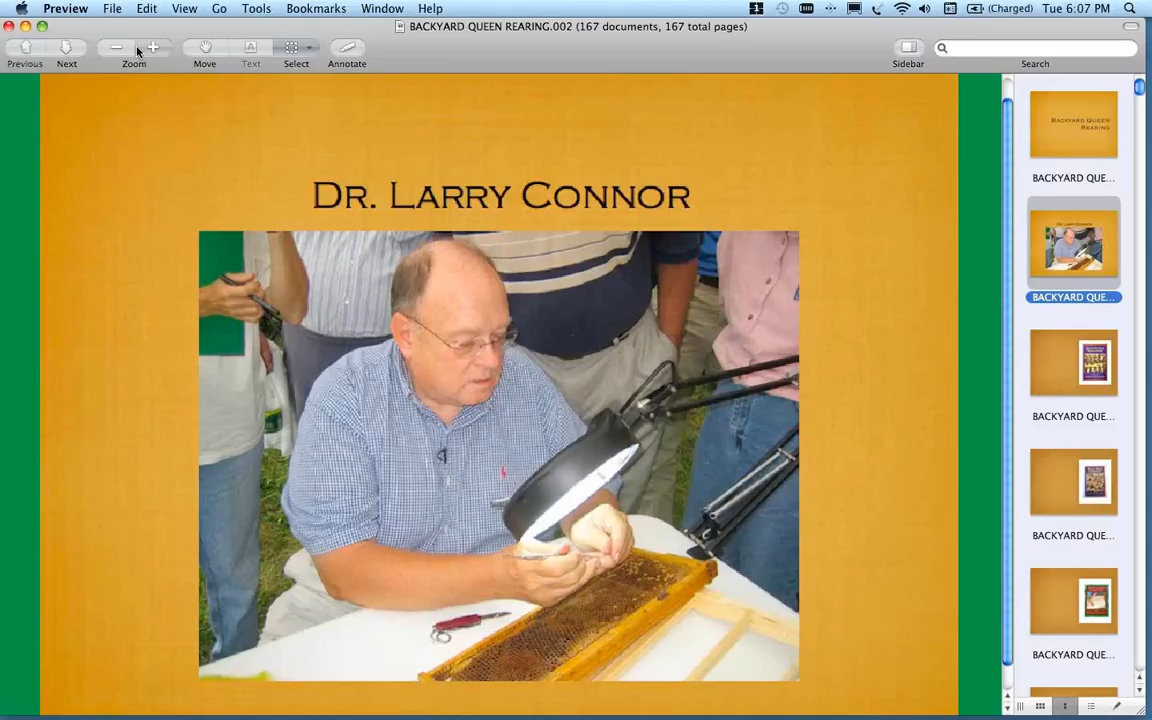 Preview File Edit View Go Tools Bookmarks Window Help
1 (Charged) Tue 6:07 PM
BACKYARD QUEEN REARING.002 (167 documents, 167 total pages)
Previous Next Zoom Move Text Select Annotate Sidebar Search
Dr. Larry Connor
Backyard Queen
Rearing
BACKYARD QUE...
BACKYARD QUE...
BACKYARD QUE...
BACKYARD QUE...
BACKYARD QUE...